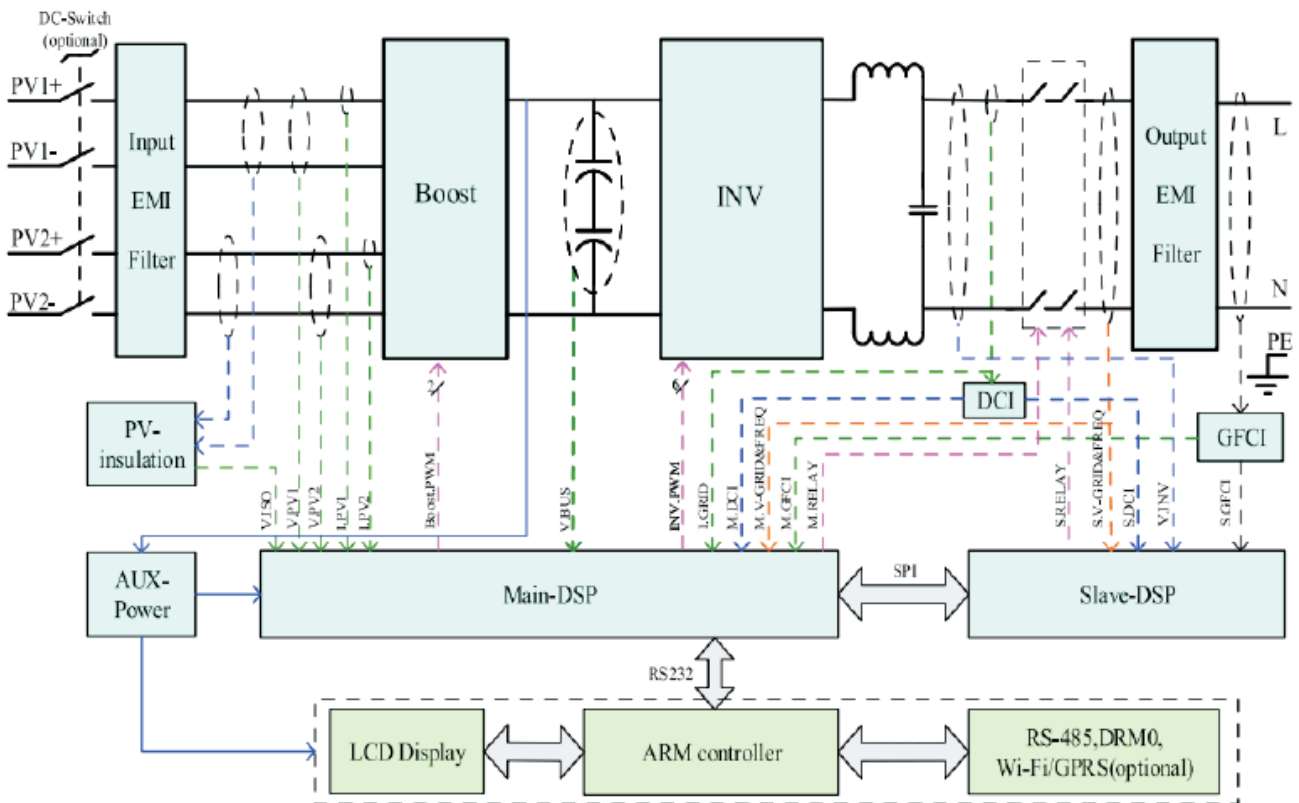 DC-Switch
(optional)
PV1+
PV1-
PV2+
PV2-
Input
EMI
Filter
Boost
INV
Output
EMI
Filter
L
N
PE
PV-
insulation
DCI
GFCI
2
6
V.ISO
V.PV1
V.PV2
I.PV1
I.PV2
Boost.PWM
V.BUS
INV.PWM
I.GRID
M.DCI
M.V-GRID&FREQ
M.GFCI
M.RELAY
S.RELAY
S.V-GRID&FREQ
S.DCI
V.INV
S.GFCI
AUX-
Power
Main-DSP
SPI
Slave-DSP
RS232
LCD Display
ARM controller
RS-485,DRM0,
Wi-Fi/GPRS(optional)